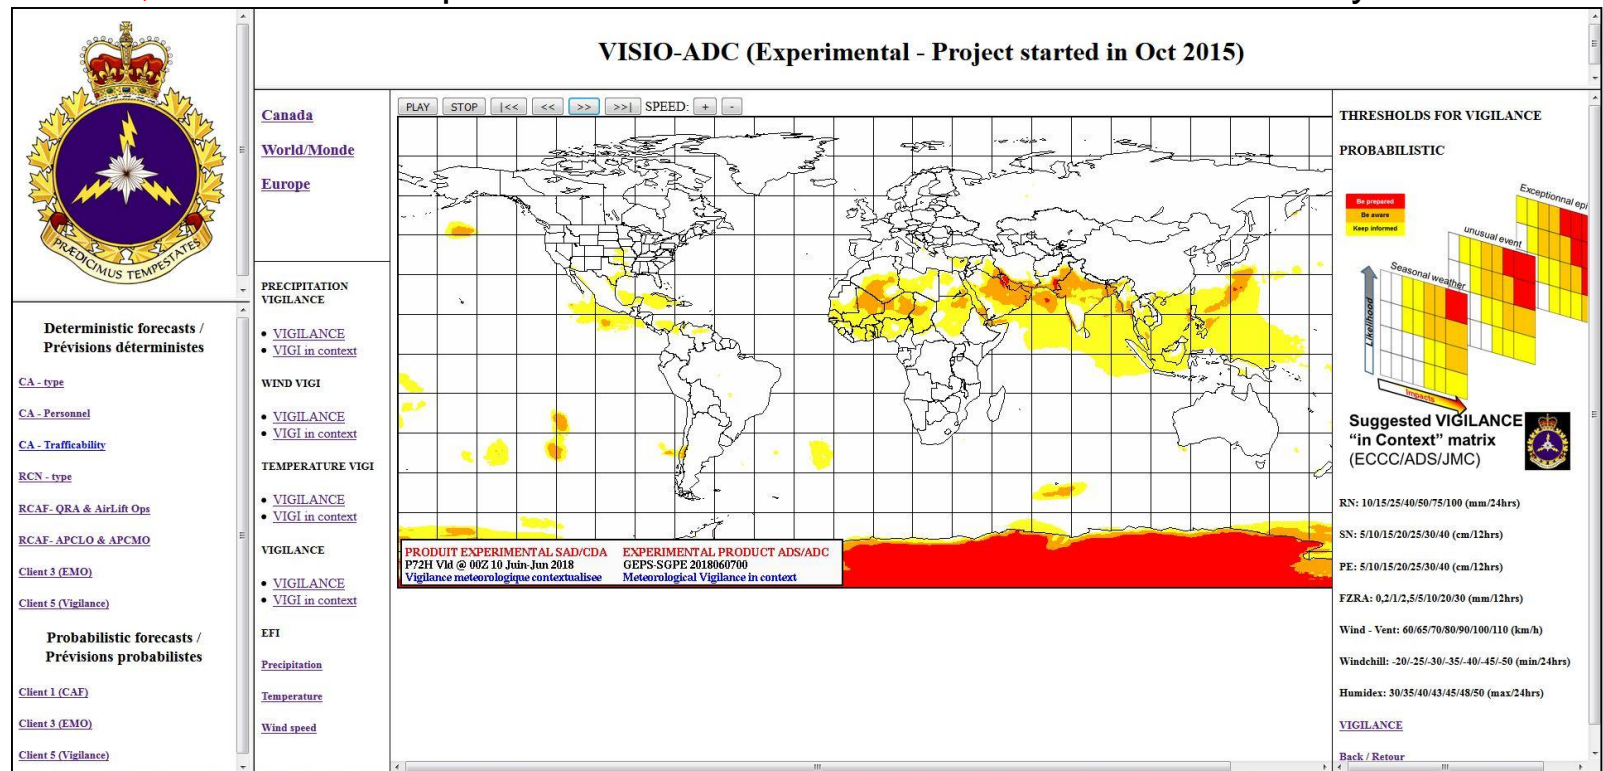 VISIO-ADC (Experimental - Project started in Oct 2015)
PRÆDICIMUS TEMPESTATES
Deterministic forecasts /
Prévisions déterministes
CA - type
CA - Personnel
CA - Trafficability
RCN - type
RCAF- QRA & AirLift Ops
RCAF- APCLO & APCMO
Client 3 (EMO)
Client 5 (Vigilance)
Probabilistic forecasts /
Prévisions probabilistes
Client 1 (CAF)
Client 3 (EMO)
Client 5 (Vigilance)
Canada
World/Monde
Europe
PRECIPITATION
VIGILANCE
VIGILANCE
VIGI in context
WIND VIGI
VIGILANCE
VIGI in context
TEMPERATURE VIGI
VIGILANCE
VIGI in context
VIGILANCE
VIGILANCE
VIGI in context
EFI
Precipitation
Temperature
Wind speed
PLAY STOP |<< << >> >>| SPEED: + -
PRODUIT EXPERIMENTAL SAD/CDA EXPERIMENTAL PRODUCT ADS/ADC
P72H Vld @ 00Z 10 Juin-Jun 2018 GEPS-SGPE 2018060700
Vigilance meteorologique contextualisee Meteorological Vigilance in context
THRESHOLDS FOR VIGILANCE
PROBABILISTIC
Be prepared
Be aware
Keep informed
Exceptionnal epi
unusual event
Seasonal weather
Likelihood
Impacts
Suggested VIGILANCE
“in Context” matrix
(ECCC/ADS/JMC)
RN: 10/15/25/40/50/75/100 (mm/24hrs)
SN: 5/10/15/20/25/30/40 (cm/12hrs)
PE: 5/10/15/20/25/30/40 (cm/12hrs)
FZRA: 0,2/1/2,5/5/10/20/30 (mm/12hrs)
Wind - Vent: 60/65/70/80/90/100/110 (km/h)
Windchill: -20/-25/-30/-35/-40/-45/-50 (min/24hrs)
Humidex: 30/35/40/43/45/48/50 (max/24hrs)
VIGILANCE
Back / Retour